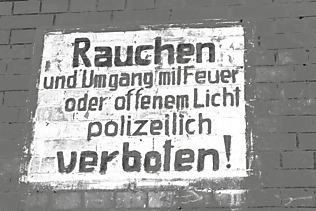 Rauchen
und Umgang mit Feuer
oder offenem Licht
polizeilich
verboten!